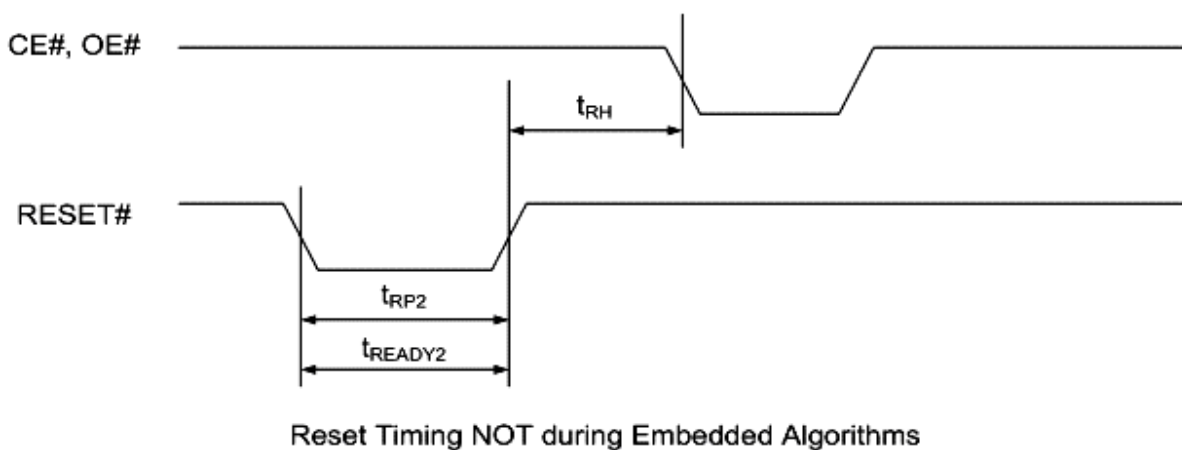 CE#, OE#
tRH
RESET#
tRP2
tREADY2
Reset Timing NOT during Embedded Algorithms